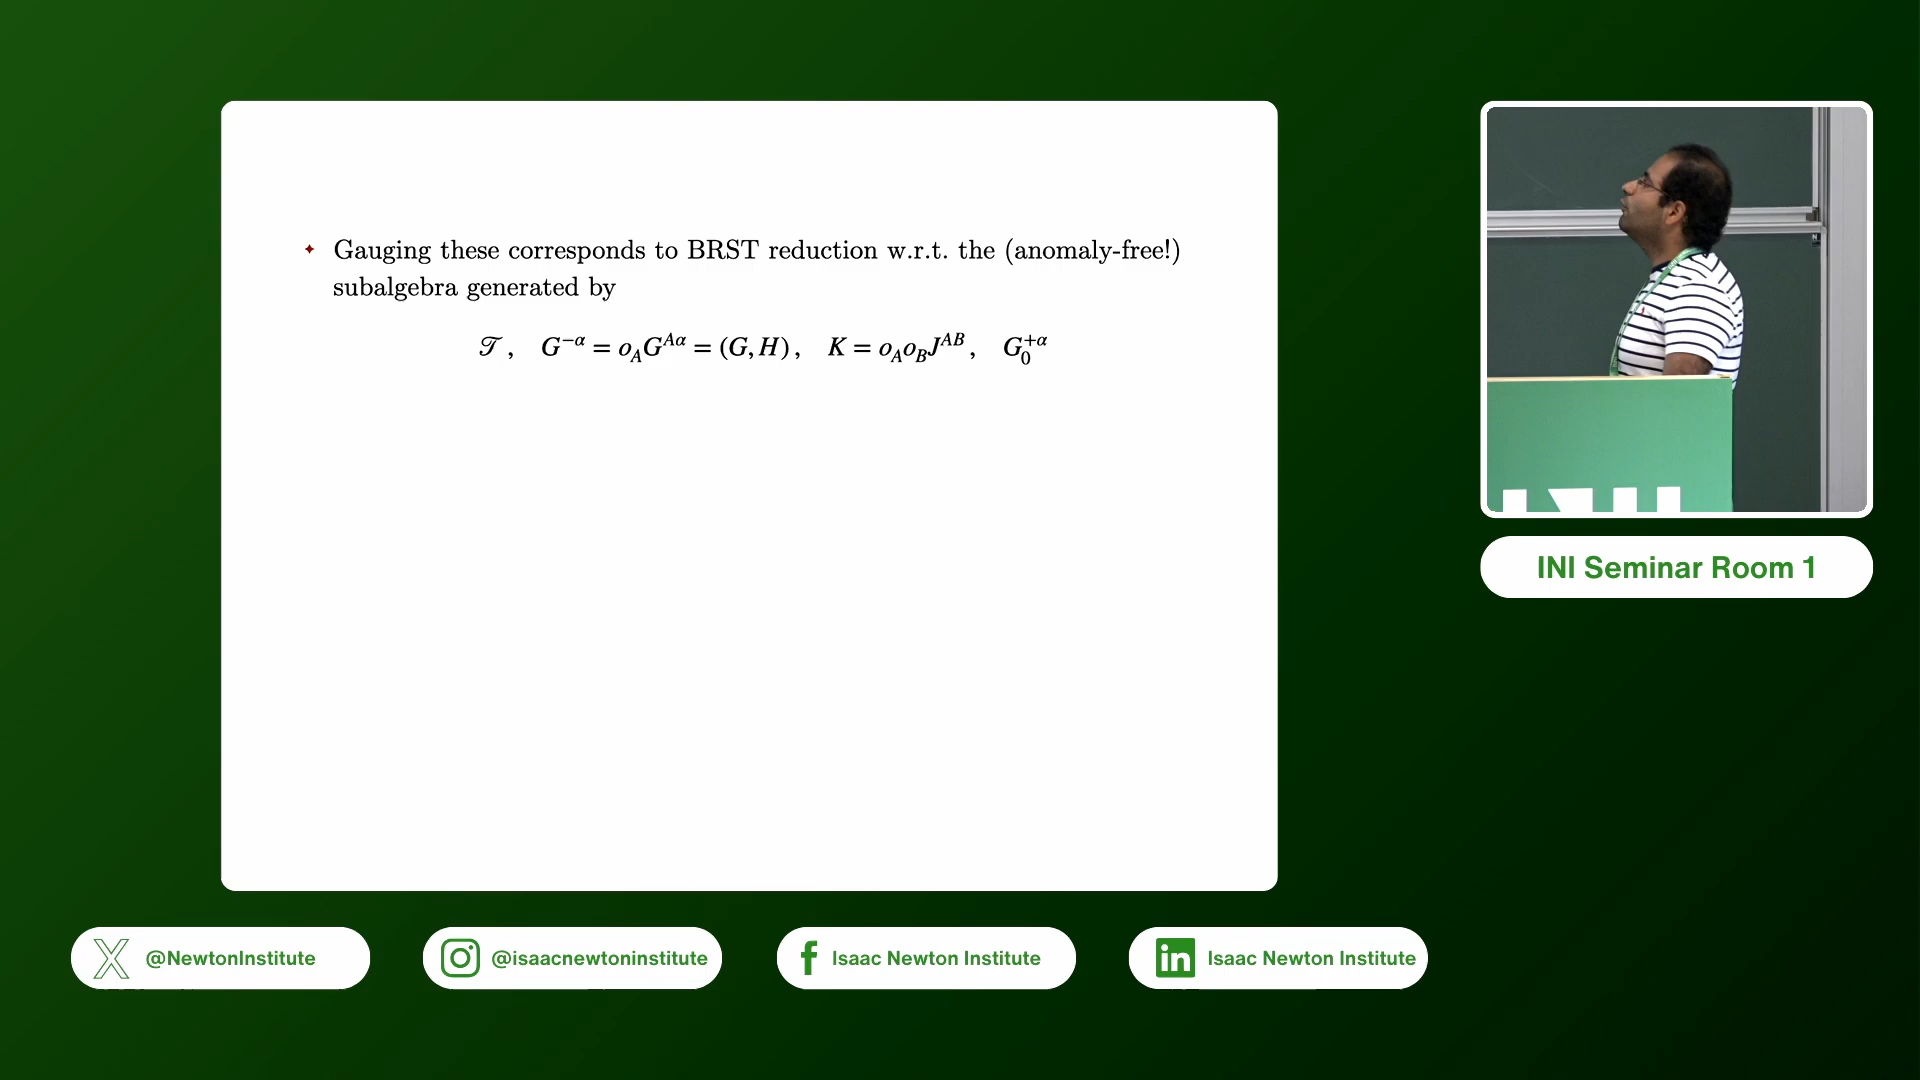 Gauging these corresponds to BRST reduction w.r.t. the (anomaly-free!)
subalgebra generated by
𝒯 , G^{-α} = o_A G^{Aα} = (G, H) , K = o_A o_B J^{AB} , G_0^{+α}
INI Seminar Room 1
@NewtonInstitute
@isaacnewtoninstitute
Isaac Newton Institute
Isaac Newton Institute